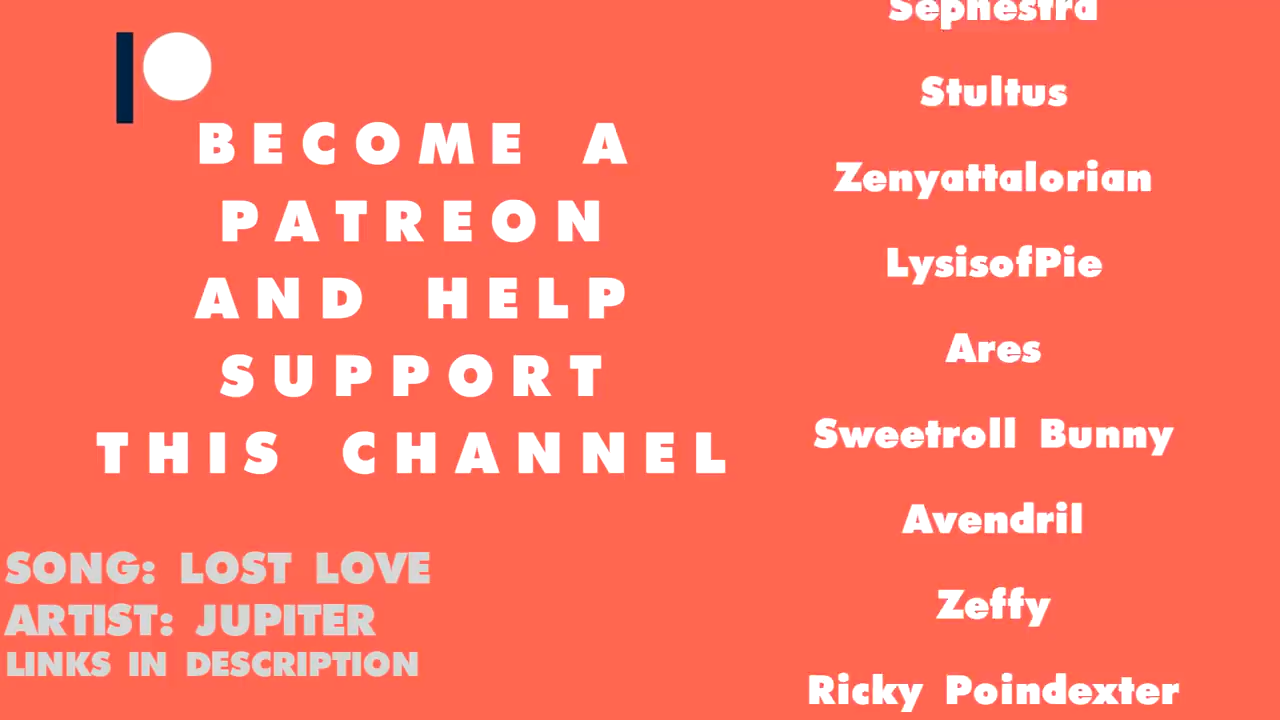 BECOME A
PATREON
AND HELP
SUPPORT
THIS CHANNEL
SONG: LOST LOVE
ARTIST: JUPITER
LINKS IN DESCRIPTION
Sephestra
Stultus
Zenyattalorian
LysisofPie
Ares
Sweetroll Bunny
Avendril
Zeffy
Ricky Poindexter